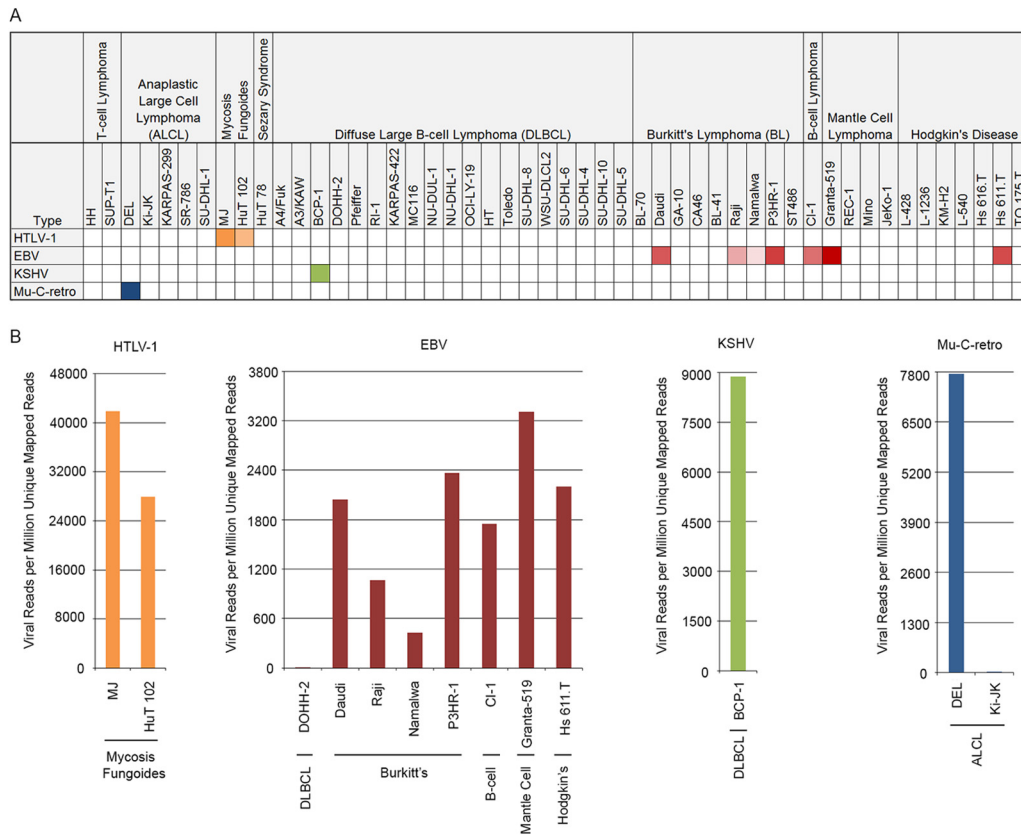 A
T-cell Lymphoma
Anaplastic
Large Cell
Lymphoma
(ALCL)
Mycosis
Fungoides
Sezary Syndrome
Diffuse Large B-cell Lymphoma (DLBCL)
Burkitt's Lymphoma (BL)
B-cell Lymphoma
Mantle Cell
Lymphoma
Hodgkin's Disease
Type
HH
SUP-T1
DEL
Ki-JK
KARPAS-299
SR-786
SU-DHL-1
MJ
HuT 102
HuT 78
A4/Fuk
A3/KAW
BCP-1
DOHH-2
Pfeiffer
RI-1
KARPAS-422
MC116
NU-DUL-1
NU-DHL-1
OCI-LY-19
HT
Toledo
SU-DHL-8
WSU-DLCL2
SU-DHL-6
SU-DHL-4
SU-DHL-10
SU-DHL-5
BL-70
Daudi
GA-10
CA46
BL-41
Raji
Namalwa
P3HR-1
ST486
CI-1
Granta-519
REC-1
Mino
JeKo-1
L-428
L-1236
KM-H2
L-540
Hs 616.T
Hs 611.T
TO 175.T
HTLV-1
EBV
KSHV
Mu-C-retro
B
HTLV-1
Viral Reads per Million Unique Mapped Reads
48000
40000
32000
24000
16000
8000
0
MJ
HuT 102
Mycosis
Fungoides
EBV
Viral Reads per Million Unique Mapped Reads
3800
3200
2400
1800
1200
600
0
DOHH-2
Daudi
Raji
Namalwa
P3HR-1
CI-1
Granta-519
Hs 611.T
DLBCL
Burkitt's
B-cell
Mantle Cell
Hodgkin's
KSHV
Viral Reads per Million Unique Mapped Reads
9000
7500
6000
4500
3000
1500
0
BCP-1
DLBCL
Mu-C-retro
Viral Reads per Million Unique Mapped Reads
7800
6500
5200
3900
2600
1300
0
DEL
Ki-JK
ALCL